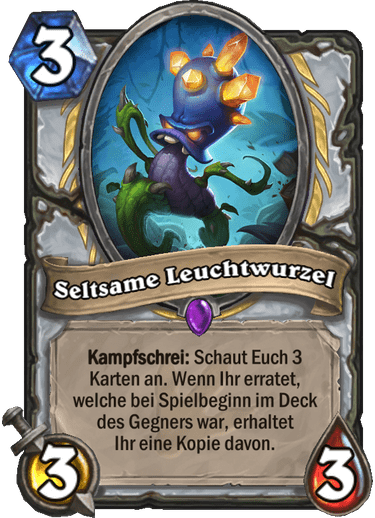 3
Seltsame Leuchtwurzel
Kampfschrei: Schaut Euch 3
Karten an. Wenn Ihr erratet,
welche bei Spielbeginn im Deck
des Gegners war, erhaltet
Ihr eine Kopie davon.
3
3